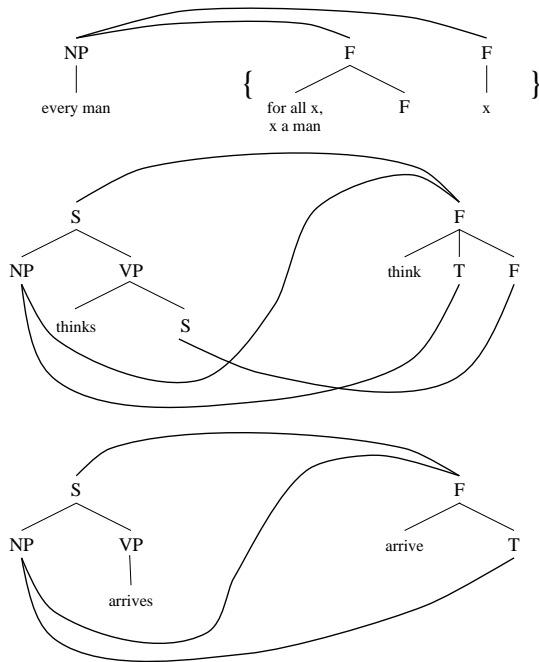 NP F F
{ }
every man for all x, F x
x a man
S F
NP VP think T F
thinks S
S F
NP VP arrive T
arrives